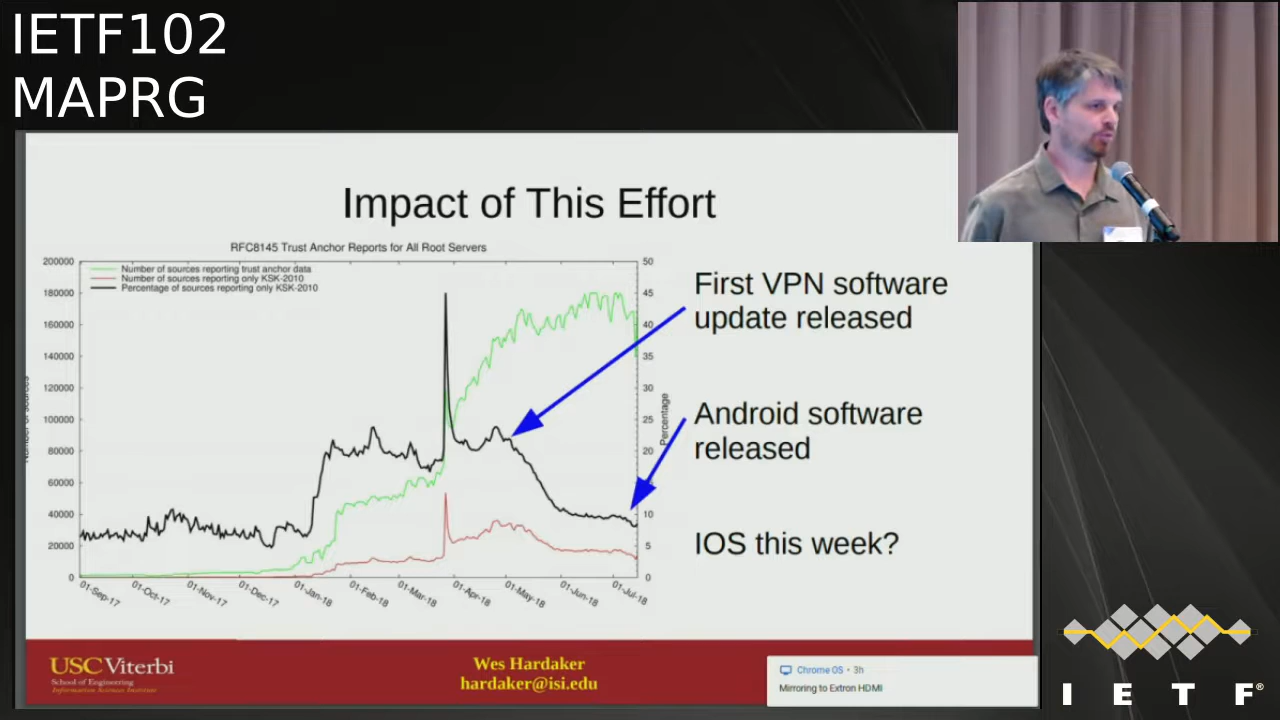 IETF102
MAPRG
Impact of This Effort
RFC8145 Trust Anchor Reports for All Root Servers
Number of sources reporting trust anchor data
Number of sources reporting only KSK-2010
Percentage of sources reporting only KSK-2010
200000
180000
160000
140000
120000
100000
80000
60000
40000
20000
0
50
45
40
35
30
25
20
10
5
0
Percentage
01-Sep-17
01-Oct-17
01-Nov-17
01-Dec-17
01-Jan-18
01-Feb-18
01-Mar-18
01-Apr-18
01-May-18
01-Jun-18
01-Jul-18
First VPN software
update released
Android software
released
IOS this week?
USC Viterbi
School of Engineering
Information Sciences Institute
Wes Hardaker
hardaker@isi.edu
Chrome OS • 3h
Mirroring to Extron HDMI
I E T F®